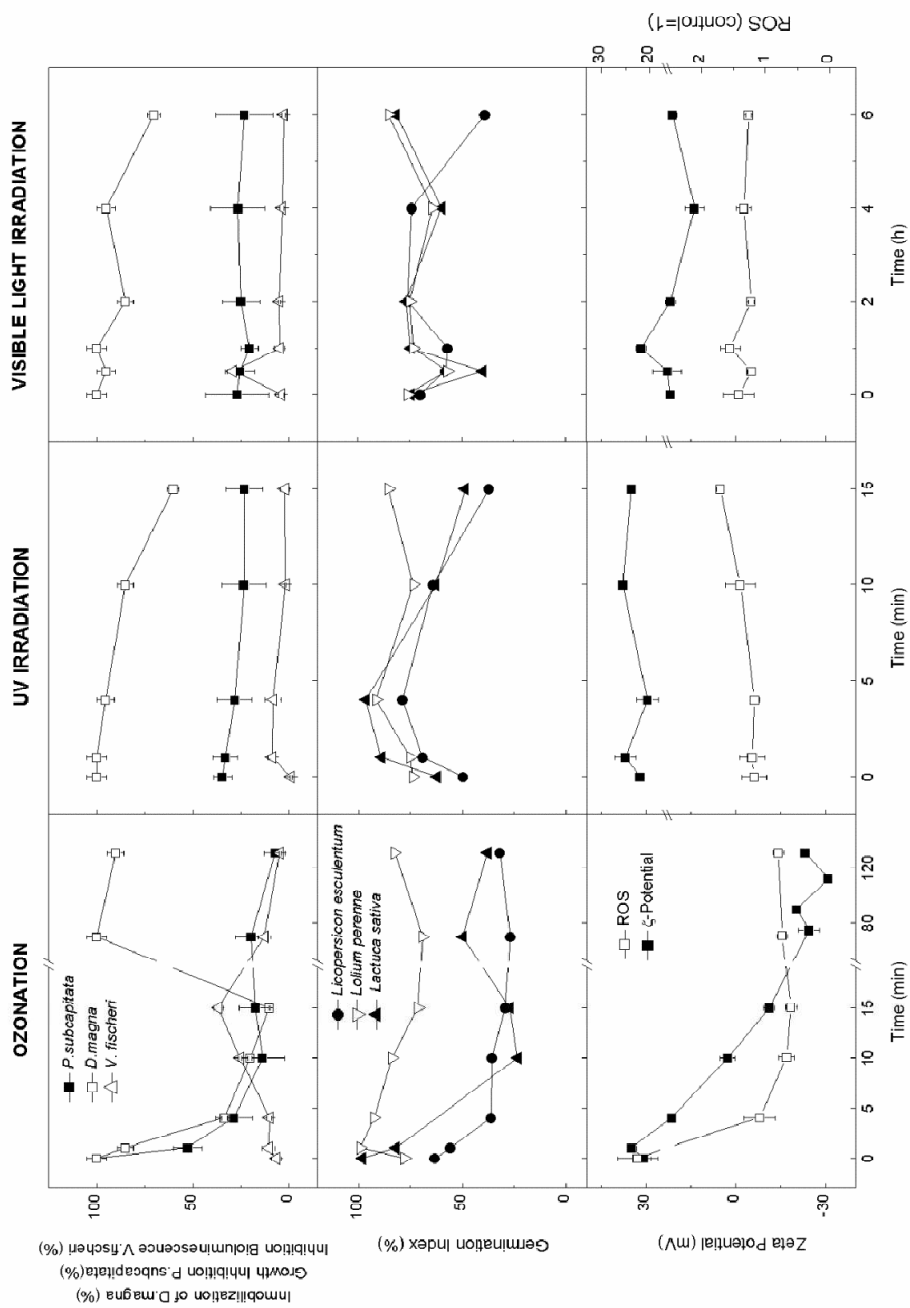 OZONATION
UV IRRADIATION
VISIBLE LIGHT IRRADIATION
Inmobilization of D.magna (%)
Growth Inhibition P.subcapitata(%)
Inhibition Bioluminescence V.fischeri (%)
100
50
0
P.subcapitata
D.magna
V. fischeri
Germination Index (%)
100
50
0
Licopersicon esculentum
Lolium perenne
Lactuca sativa
Zeta Potential (mV)
30
0
-30
ROS
ζ-Potential
ROS (control=1)
30
20
2
1
0
0 5 10 15 80 120
Time (min)
0 5 10 15
Time (min)
0 2 4 6
Time (h)